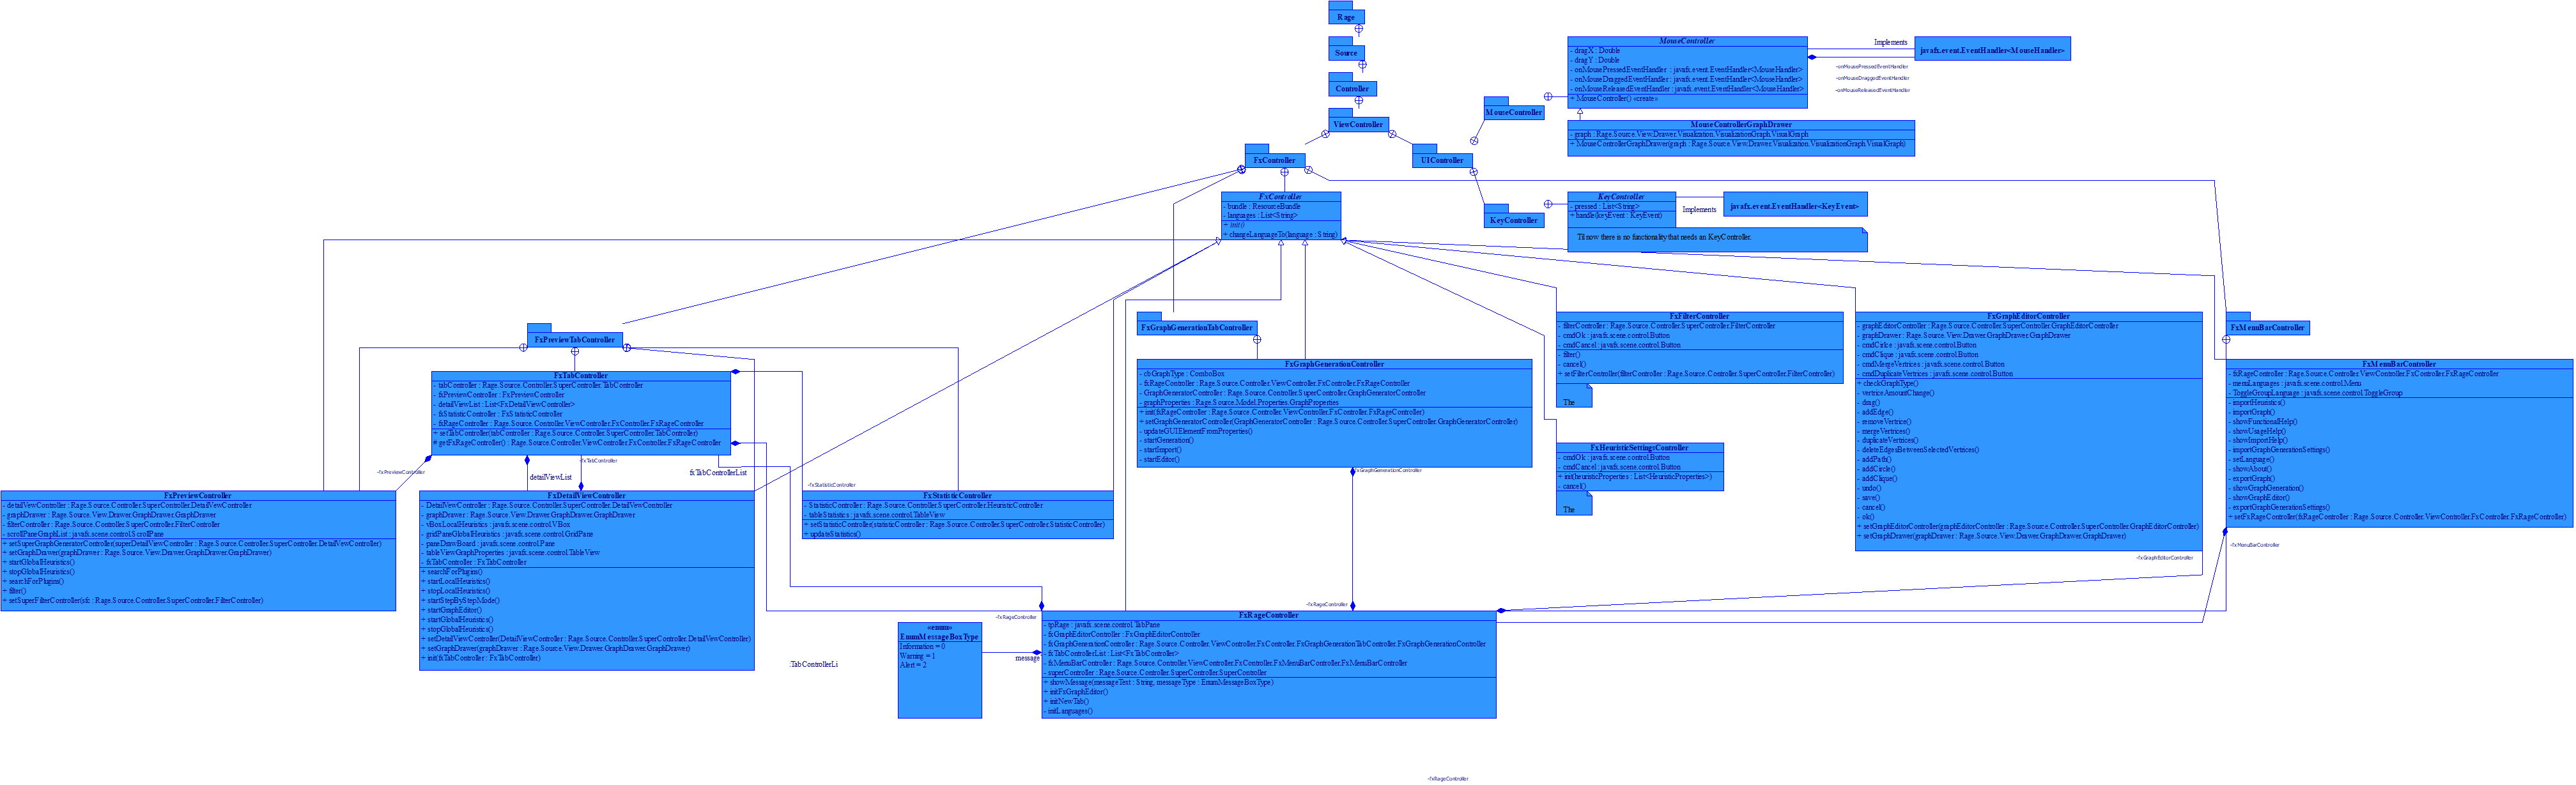 Rage
Source
Controller
ViewController
FxController
UIController
MouseController
KeyController
MouseController
- dragX : Double
- dragY : Double
- onMousePressedEventHandler : javafx.event.EventHandler<MouseHandler>
- onMouseDraggedEventHandler : javafx.event.EventHandler<MouseHandler>
- onMouseReleasedEventHandler : javafx.event.EventHandler<MouseHandler>
+ MouseController() «create»
Implements
javafx.event.EventHandler<MouseHandler>
-onMousePressedEventHandler
-onMouseDraggedEventHandler
-onMouseReleasedEventHandler
MouseControllerGraphDrawer
- graph : Rage.Source.View.Drawer.Visualization.VisualizationGraph.VisualGraph
+ MouseControllerGraphDrawer(graph : Rage.Source.View.Drawer.Visualization.VisualizationGraph.VisualGraph)
KeyController
- pressed : List<String>
+ handle(keyEvent : KeyEvent)
Implements
javafx.event.EventHandler<KeyEvent>
Til now there is no functionality that needs an KeyController.
FxController
- bundle : ResourceBundle
- languages : List<String>
+ Init()
+ changeLanguageTo(language : String)
FxPreviewTabController
FxTabController
- tabController : Rage.Source.Controller.SuperController.TabController
- fxPreviewController : FxPreviewController
- detailViewList : List<FxDetailViewController>
- fxStatisticController : FxStatisticController
- fxRageController : Rage.Source.Controller.ViewController.FxController.FxRageController
+ setTabController(tabController : Rage.Source.Controller.SuperController.TabController)
# getFxRageController() : Rage.Source.Controller.ViewController.FxController.FxRageController
-fxPreviewController
detailViewList
-fxTabController
fxTabControllerList
-fxStatisticController
FxPreviewController
- detailViewController : Rage.Source.Controller.SuperController.DetailVewController
- graphDrawer : Rage.Source.View.Drawer.GraphDrawer.GraphDrawer
- filterController : Rage.Source.Controller.SuperController.FilterController
- scrollPaneGraphList : javafx.scene.control.ScrollPane
+ setSuperGraphGeneratorController(superDetailViewController : Rage.Source.Controller.SuperController.DetailVewController)
+ setGraphDrawer(graphDrawer : Rage.Source.View.Drawer.GraphDrawer.GraphDrawer)
+ startGlobalHeuristics()
+ stopGlobalHeuristics()
+ searchForPlugins()
+ filter()
+ setSuperFilterController(sfc : Rage.Source.Controller.SuperController.FilterController)
FxDetailViewController
- DetailViewController : Rage.Source.Controller.SuperController.DetailVewController
- graphDrawer : Rage.Source.View.Drawer.GraphDrawer.GraphDrawer
- vBoxLocalHeuristics : javafx.scene.control.VBox
- gridPaneGlobalHeuristics : javafx.scene.control.GridPane
- paneDrawBoard : javafx.scene.control.Pane
- tableViewGraphProperties : javafx.scene.control.TableView
- fxTabController : FxTabController
+ searchForPlugins()
+ startLocalHeuristics()
+ stopLocalHeuristics()
+ startStepByStepMode()
+ startGraphEditor()
+ startGlobalHeuristics()
+ stopGlobalHeuristics()
+ setDetailViewController(DetailViewController : Rage.Source.Controller.SuperController.DetailVewController)
+ setGraphDrawer(graphDrawer : Rage.Source.View.Drawer.GraphDrawer.GraphDrawer)
+ init(fxTabController : FxTabController)
FxStatisticController
- StatisticController : Rage.Source.Controller.SuperController.HeuristicController
- tableStatistics : javafx.scene.control.TableView
+ setStatisticController(statisticController : Rage.Source.Controller.SuperController.StatisticController)
+ updateStatistics()
FxGraphGenerationTabController
FxGraphGenerationController
- cbGraphType : ComboBox
- fxRageController : Rage.Source.Controller.ViewController.FxController.FxRageController
- GraphGeneratorController : Rage.Source.Controller.SuperController.GraphGeneratorController
- graphProperties : Rage.Source.Model.Properties.GraphProperties
+ init(fxRageController : Rage.Source.Controller.ViewController.FxController.FxRageController)
+ setGraphGeneratorController(GraphGeneratorController : Rage.Source.Controller.SuperController.GraphGeneratorController)
- updateGUIElementFromProperties()
- startGeneration()
- startImport()
- startEditor()
-fxGraphGenerationController
FxFilterController
- filterController : Rage.Source.Controller.SuperController.FilterController
- cmdOk : javafx.scene.control.Button
- cmdCancel : javafx.scene.control.Button
- filter()
- cancel()
+ setFilterController(filterController : Rage.Source.Controller.SuperController.FilterController)
The
FxHeuristicSettingsController
- cmdOk : javafx.scene.control.Button
- cmdCancel : javafx.scene.control.Button
+ init(heuristicProperties : List<HeuristicProperties>)
- cancel()
The
FxGraphEditorController
- graphEditorController : Rage.Source.Controller.SuperController.GraphEditorController
- graphDrawer : Rage.Source.View.Drawer.GraphDrawer.GraphDrawer
- cmdCirlce : javafx.scene.control.Button
- cmdClique : javafx.scene.control.Button
- cmdMergeVertrices : javafx.scene.control.Button
- cmdDuplicateVertrices : javafx.scene.control.Button
+ checkGraphType()
- vertriceAmountChange()
- drag()
- addEdge()
- removeVertrice()
- mergeVertrices()
- duplicateVertrices()
- deleteEdgesBetweenSelectedVertrices()
- addPath()
- addCircle()
- addClique()
- undo()
- save()
- cancel()
- ok()
+ setGraphEditorController(graphEditorController : Rage.Source.Controller.SuperController.GraphEditorController)
+ setGraphDrawer(graphDrawer : Rage.Source.View.Drawer.GraphDrawer.GraphDrawer)
-fxGraphEditorController
FxMenuBarController
FxMenuBarController
- fxRageController : Rage.Source.Controller.ViewController.FxController.FxRageController
- menuLanguages : javafx.scene.control.Menu
- ToggleGroupLanguage : javafx.scene.control.ToggleGroup
- importHeuristics()
- importGraph()
- showFunctionalHelp()
- showUsageHelp()
- showImportHelp()
- importGraphGenerationSettings()
- setLanguage()
- showAbout()
- exportGraph()
- showGraphGeneration()
- showGraphEditor()
- exportGraphGenerationSettings()
+ setFxRageController(fxRageController : Rage.Source.Controller.ViewController.FxController.FxRageController)
-fxMenuBarController
-fxRageController
-fxRageController
«enum»
EnumMessageBoxType
Information = 0
Warning = 1
Alert = 2
message
:TabControllerLi
FxRageController
- tpRage : javafx.scene.control.TabPane
- fxGraphEditorController : FxGraphEditorController
- fxGraphGenerationController : Rage.Source.Controller.ViewController.FxController.FxGraphGenerationTabController.FxGraphGenerationController
- fxTabControllerList : List<FxTabController>
- fxMenuBarController : Rage.Source.Controller.ViewController.FxController.FxMenuBarController.FxMenuBarController
- superController : Rage.Source.Controller.SuperController.SuperController
+ showMessage(messageText : String, messageType : EnumMessageBoxType)
+ initFxGraphEditor()
+ initNewTab()
- initLanguages()
-fxRageController